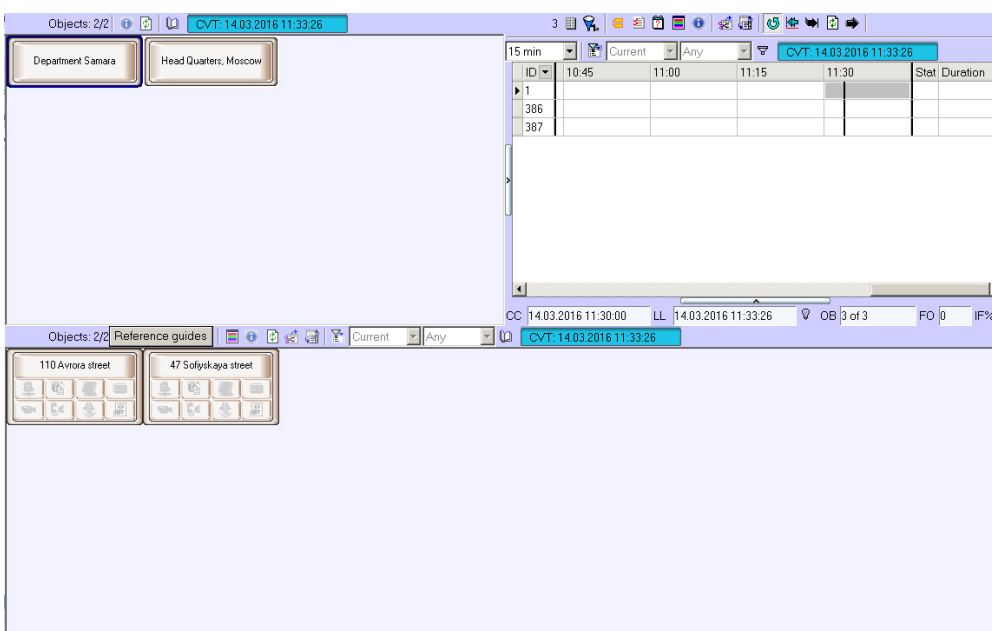 Objects: 2/2 CVT: 14.03.2016 11:33:26
Department Samara
Head Quarters, Moscow
3
15 min Current Any CVT: 14.03.2016 11:33:26
ID 10:45 11:00 11:15 11:30 Stat Duration
1
386
387
CC 14.03.2016 11:30:00 LL 14.03.2016 11:33:26 OB 3 of 3 FO 0 IF%
Objects: 2/2 Reference guides Current Any CVT: 14.03.2016 11:33:26
110 Avrora street
47 Sofiyskaya street